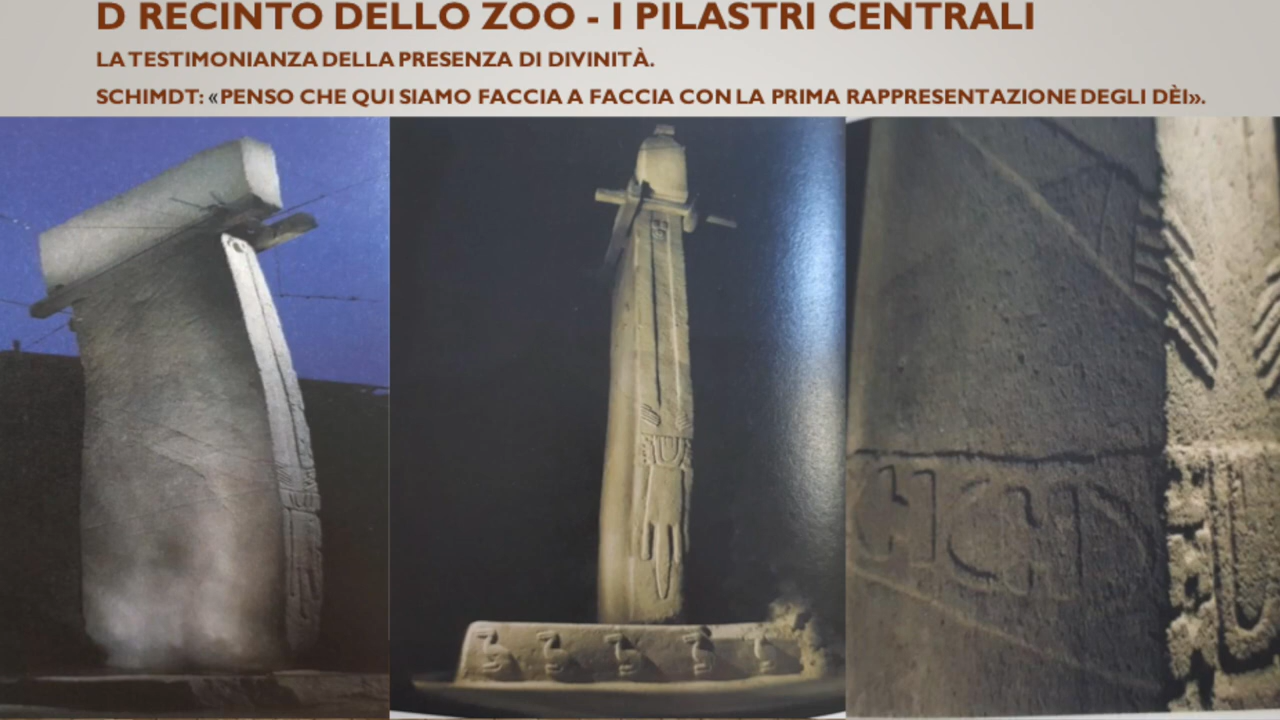 D RECINTO DELLO ZOO - I PILASTRI CENTRALI
LA TESTIMONIANZA DELLA PRESENZA DI DIVINITÀ.
SCHIMDT: «PENSO CHE QUI SIAMO FACCIA A FACCIA CON LA PRIMA RAPPRESENTAZIONE DEGLI DÈI».